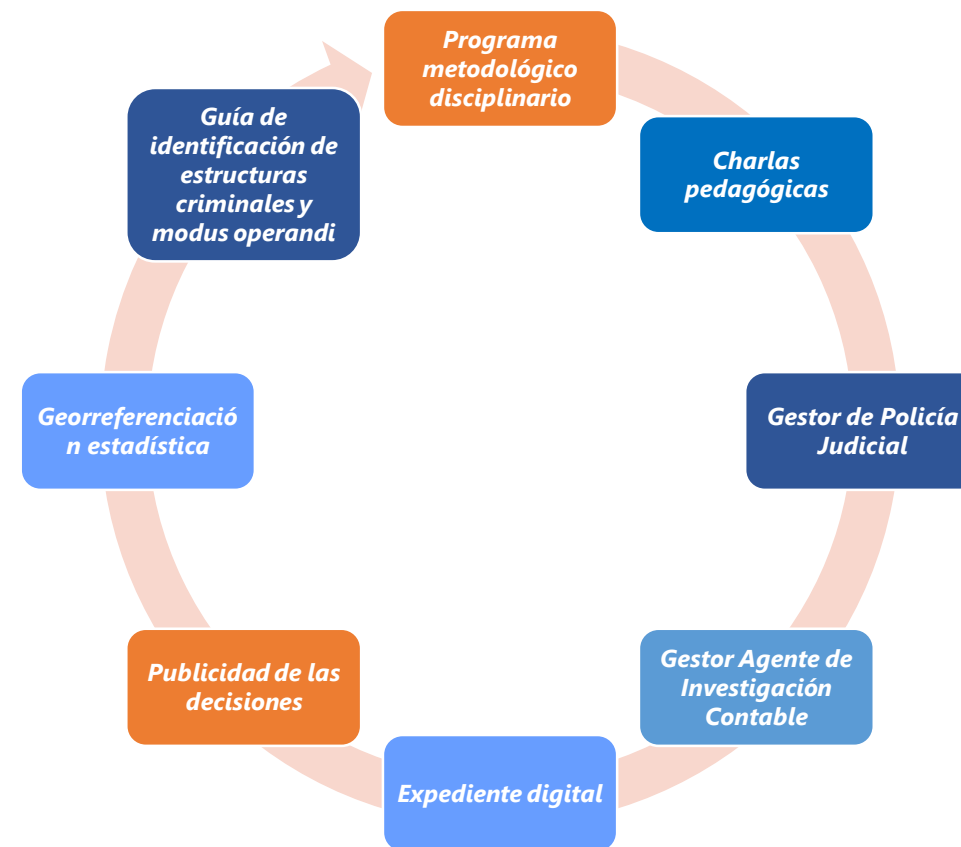 Programa
metodológico
disciplinario
Charlas
pedagógicas
Gestor de Policía
Judicial
Gestor Agente de
Investigación
Contable
Expediente digital
Publicidad de las
decisiones
Georreferenciació
n estadística
Guía de
identificación de
estructuras
criminales y
modus operandi